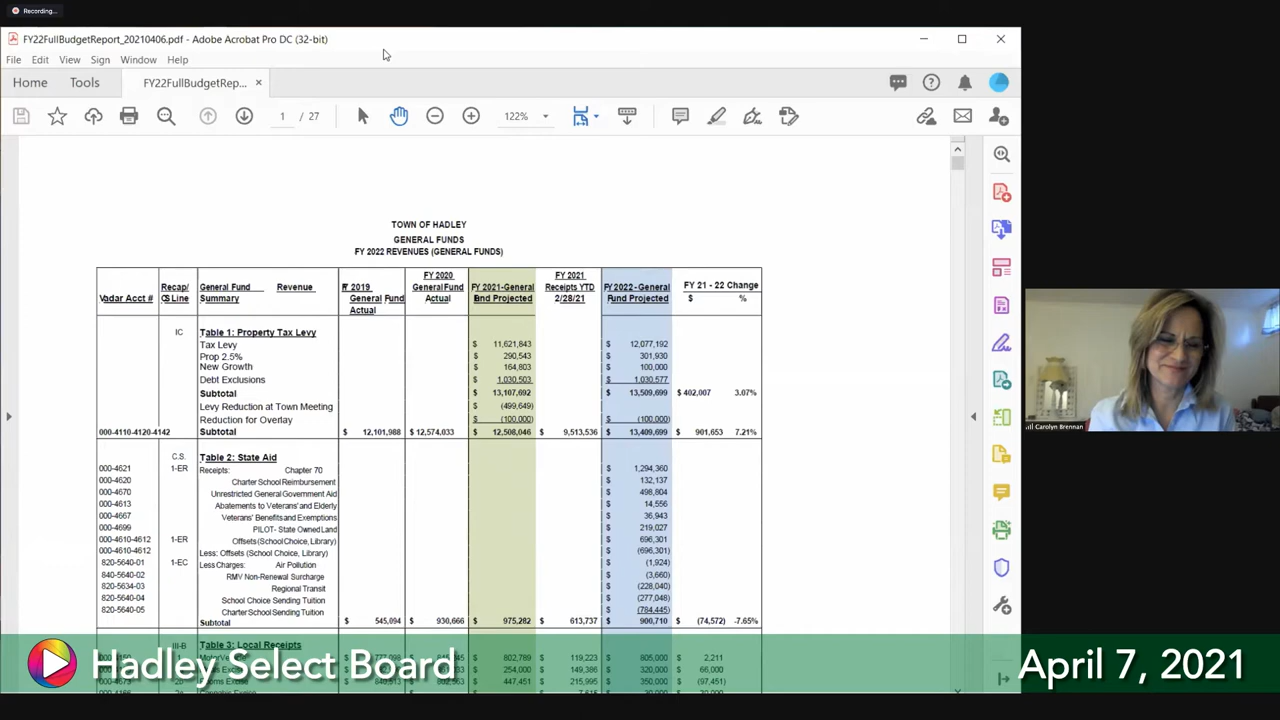 Recording...
FY22FullBudgetReport_20210406.pdf - Adobe Acrobat Pro DC (32-bit)
File Edit View Sign Window Help
Home Tools FY22FullBudgetRep... ×
1 / 27 122%
TOWN OF HADLEY
GENERAL FUNDS
FY 2022 REVENUES (GENERAL FUNDS)
Vadar Acct # Recap/ CS Line General Fund Revenue Summary FY 2019 General Fund Actual FY 2020 General Fund Actual FY 2021-General Fund Projected FY 2021 Receipts YTD 2/28/21 FY 2022 - General Fund Projected FY 21 - 22 Change $ %
IC Table 1: Property Tax Levy
Tax Levy $ 11,621,843 $ 12,077,192
Prop 2.5% $ 290,543 $ 301,930
New Growth $ 164,803 $ 100,000
Debt Exclusions $ 1,030,503 $ 1,030,577
Subtotal $ 13,107,692 $ 13,509,699 $ 402,007 3.07%
Levy Reduction at Town Meeting $ (499,649)
Reduction for Overlay $ (100,000) $ (100,000)
000-4110-4120-4142 Subtotal $ 12,101,988 $ 12,574,033 $ 12,508,046 $ 9,513,536 $ 13,409,699 $ 901,653 7.21%
C.S. Table 2: State Aid
000-4621 1-ER Receipts: Chapter 70 $ 1,294,360
000-4620 Charter School Reimbursement $ 132,137
000-4670 Unrestricted General Government Aid $ 498,804
000-4613 Abatements to Veterans' and Elderly $ 14,556
000-4667 Veterans' Benefits and Exemptions $ 36,943
000-4699 PILOT- State Owned Land $ 219,027
000-4610-4612 1-ER Offsets (School Choice, Library) $ 696,301
000-4610-4612 Less: Offsets (School Choice, Library) $ (696,301)
820-5640-01 1-EC Less Charges: Air Pollution $ (1,924)
840-5640-02 RMV Non-Renewal Surcharge $ (3,660)
820-5634-03 Regional Transit $ (228,040)
820-5640-04 School Choice Sending Tuition $ (277,048)
820-5640-05 Charter School Sending Tuition $ (784,445)
Subtotal $ 545,094 $ 930,666 $ 975,282 $ 613,737 $ 900,710 $ (74,572) -7.65%
III-B Table 3: Local Receipts
802,789 $ 119,223 $ 805,000 $ 2,211
254,000 $ 149,386 $ 320,000 $ 66,000
447,451 $ 215,995 $ 350,000 $ (97,451)
Carolyn Brennan
Hadley Select Board
April 7, 2021